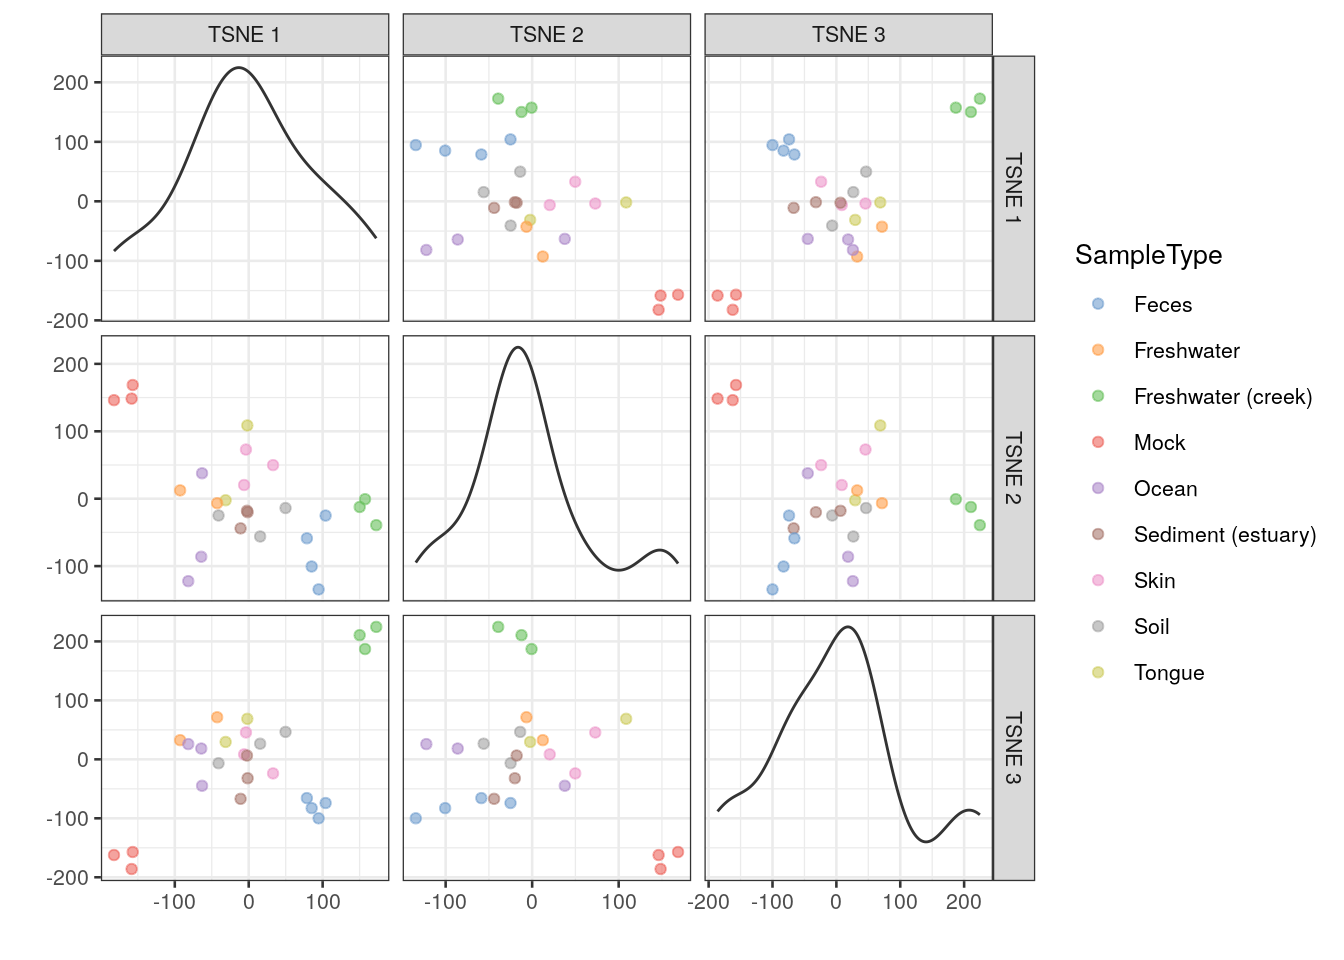 TSNE 1 TSNE 2 TSNE 3
200
100
0
-100
-200
TSNE 1
200
100
0
-100
TSNE 2
200
100
0
-100
-200
TSNE 3
-100 0 100 -100 0 100 -200 -100 0 100 200
SampleType
Feces
Freshwater
Freshwater (creek)
Mock
Ocean
Sediment (estuary)
Skin
Soil
Tongue